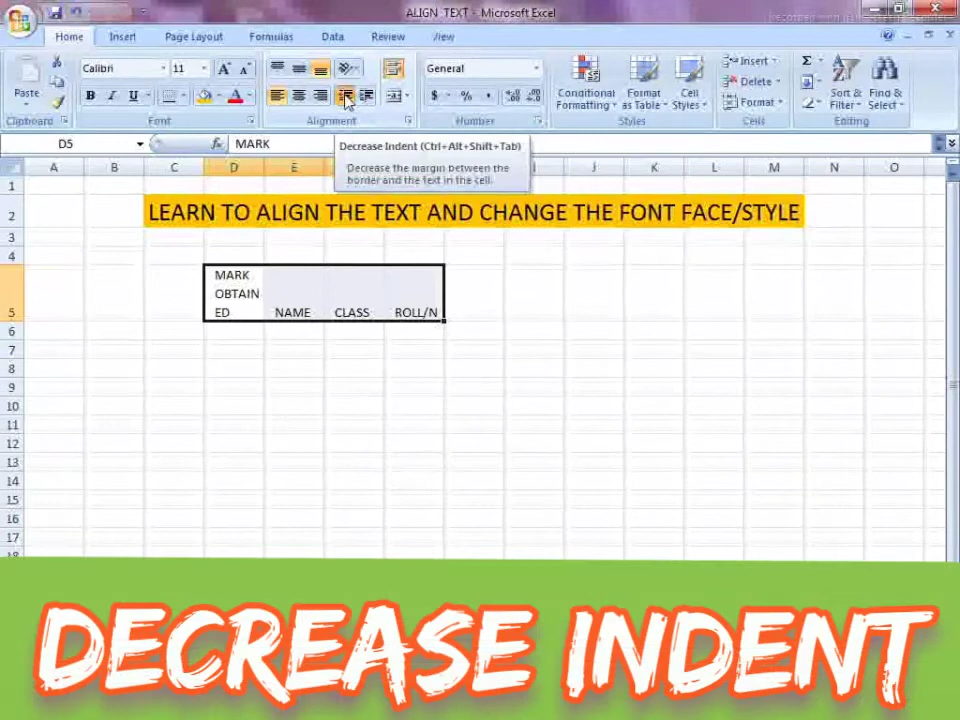 ALIGN TEXT - Microsoft Excel
Home Insert Page Layout Formulas Data Review View
Calibri 11 General
Insert
Delete
Format
Paste
B I U
$ %
Conditional Formatting
Format as Table
Cell Styles
Sort & Filter
Find & Select
Clipboard Font Alignment Number Styles Cells Editing
D5 fx MARK
Decrease Indent (Ctrl+Alt+Shift+Tab)
Decrease the margin between the
border and the text in the cell.
A B C D E I J K L M N O
1
2 LEARN TO ALIGN THE TEXT AND CHANGE THE FONT FACE/STYLE
3
4
MARK
OBTAIN
5 ED NAME CLASS ROLL/N
6
7
8
9
10
11
12
13
14
15
16
17
18
DECREASE INDENT